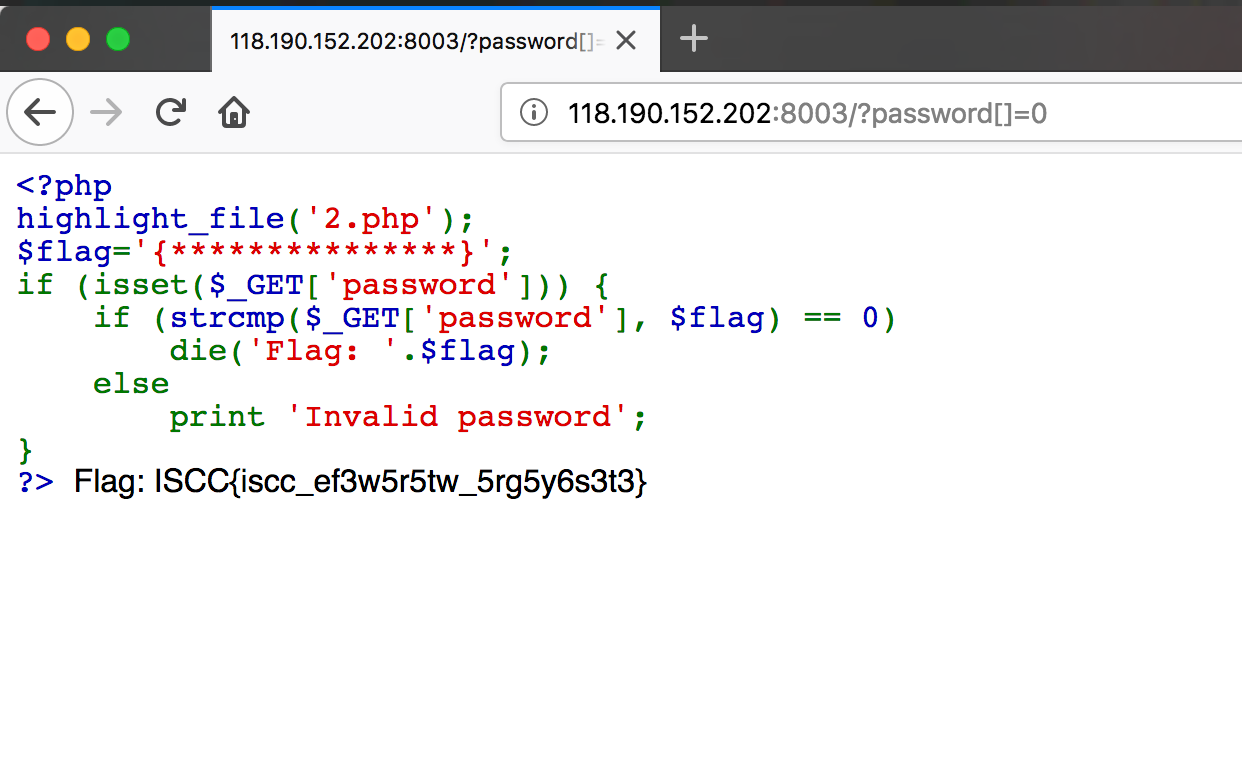 118.190.152.202:8003/?password[]=
118.190.152.202:8003/?password[]=0
<?php
highlight_file('2.php');
$flag='{***************}';
if (isset($_GET['password'])) {
    if (strcmp($_GET['password'], $flag) == 0)
        die('Flag: '.$flag);
    else
        print 'Invalid password';
}
?> Flag: ISCC{iscc_ef3w5r5tw_5rg5y6s3t3}